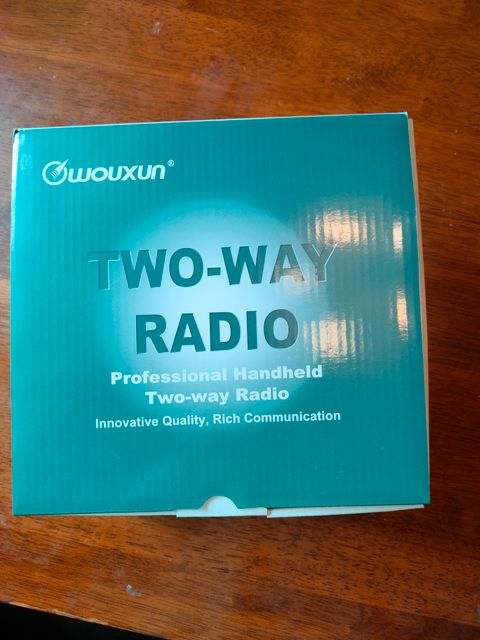 WOUXUN®
TWO-WAY
RADIO
Professional Handheld
Two-way Radio
Innovative Quality, Rich Communication